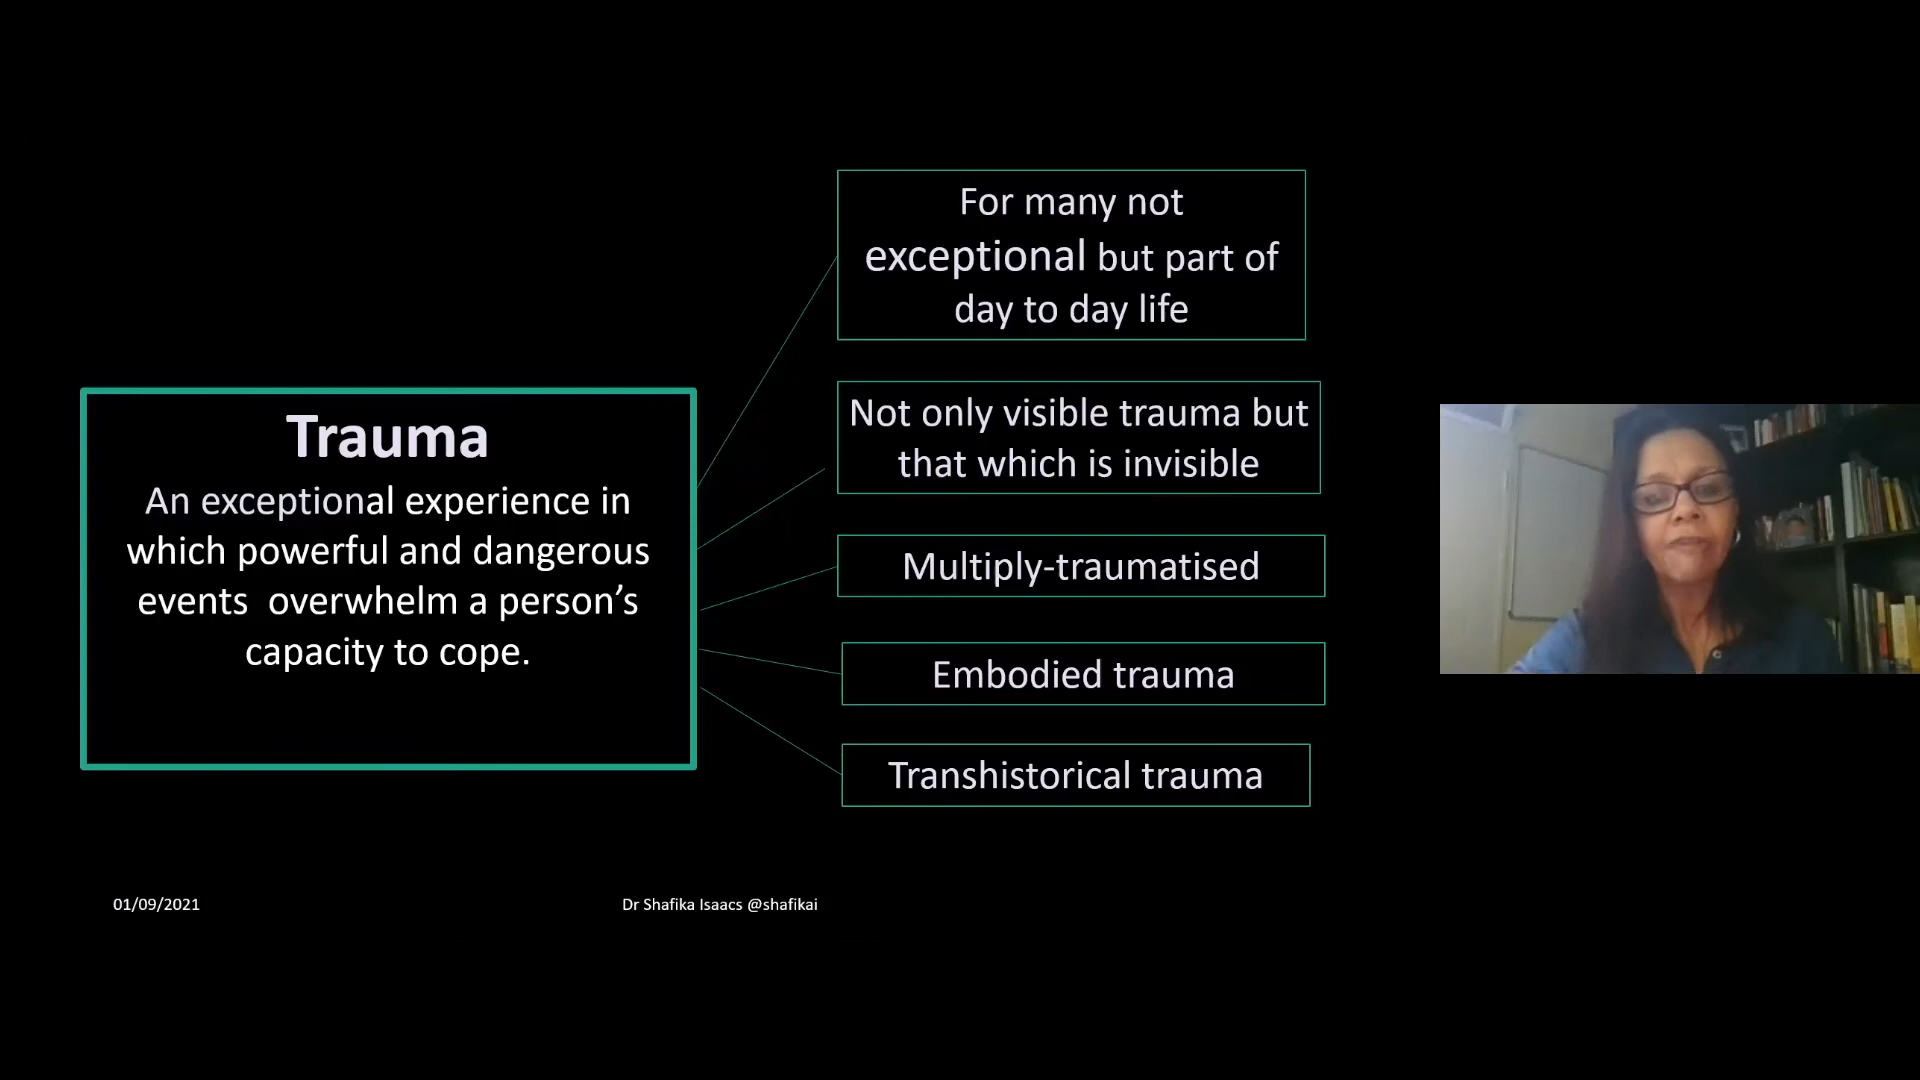 Trauma
An exceptional experience in
which powerful and dangerous
events  overwhelm a person’s
capacity to cope.
For many not
exceptional but part of
day to day life
Not only visible trauma but
that which is invisible
Multiply-traumatised
Embodied trauma
Transhistorical trauma
01/09/2021
Dr Shafika Isaacs @shafikai